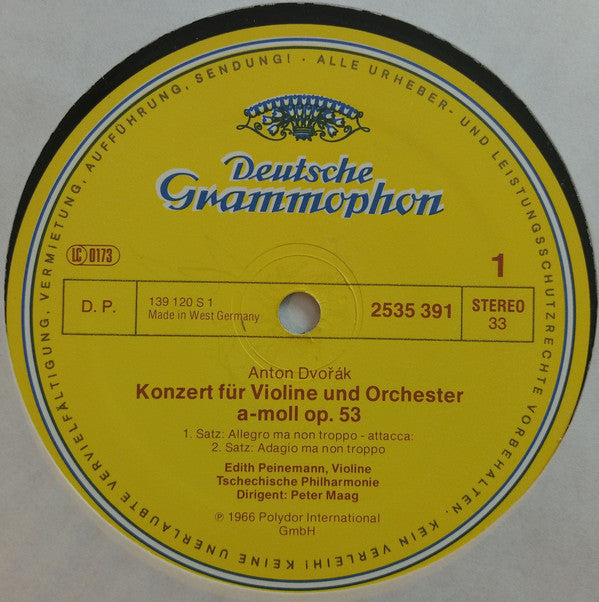 ALLE URHEBER- UND LEISTUNGSSCHUTZRECHTE VORBEHALTEN. KEIN VERLEIH! KEINE UNERLAUBTE VERVIELFÄLTIGUNG, VERMIETUNG, AUFFÜHRUNG, SENDUNG! ·
Deutsche
Grammophon
LC 0173
1
D. P.
139 120 S 1
Made in West Germany
2535 391
STEREO
33
Anton Dvořák
Konzert für Violine und Orchester
a-moll op. 53
1. Satz: Allegro ma non troppo - attacca:
2. Satz: Adagio ma non troppo
Edith Peinemann, Violine
Tschechische Philharmonie
Dirigent: Peter Maag
℗ 1966 Polydor International
GmbH